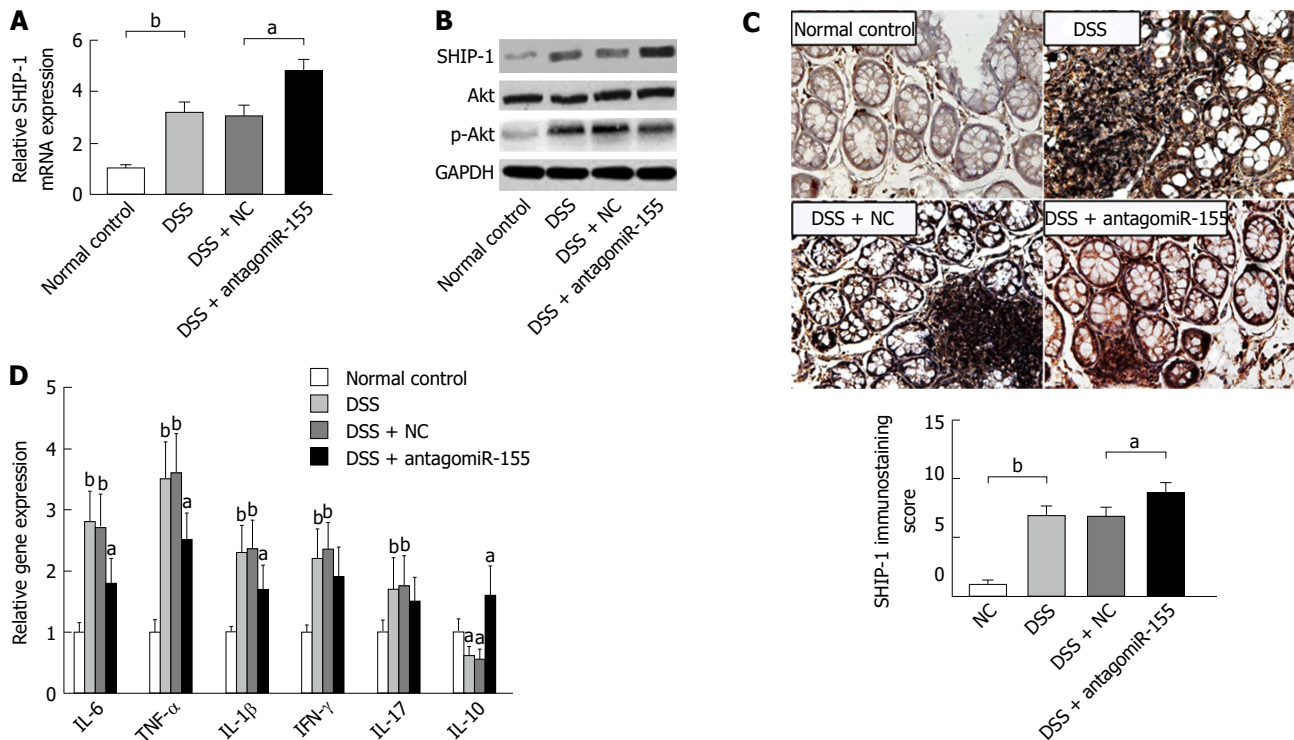 A
b
a
Relative SHIP-1
mRNA expression
6
4
2
0
Normal control
DSS
DSS + NC
DSS + antagomiR-155
B
SHIP-1
Akt
p-Akt
GAPDH
Normal control
DSS
DSS + NC
DSS + antagomiR-155
C
Normal control
DSS
DSS + NC
DSS + antagomiR-155
SHIP-1 immunostaining
score
15
10
5
0
b
a
NC
DSS
DSS + NC
DSS + antagomiR-155
D
Relative gene expression
5
4
3
2
1
0
Normal control
DSS
DSS + NC
DSS + antagomiR-155
b b
a
b b
a
b b
a
b b
b b
a a
a
IL-6
TNF-α
IL-1β
IFN-γ
IL-17
IL-10